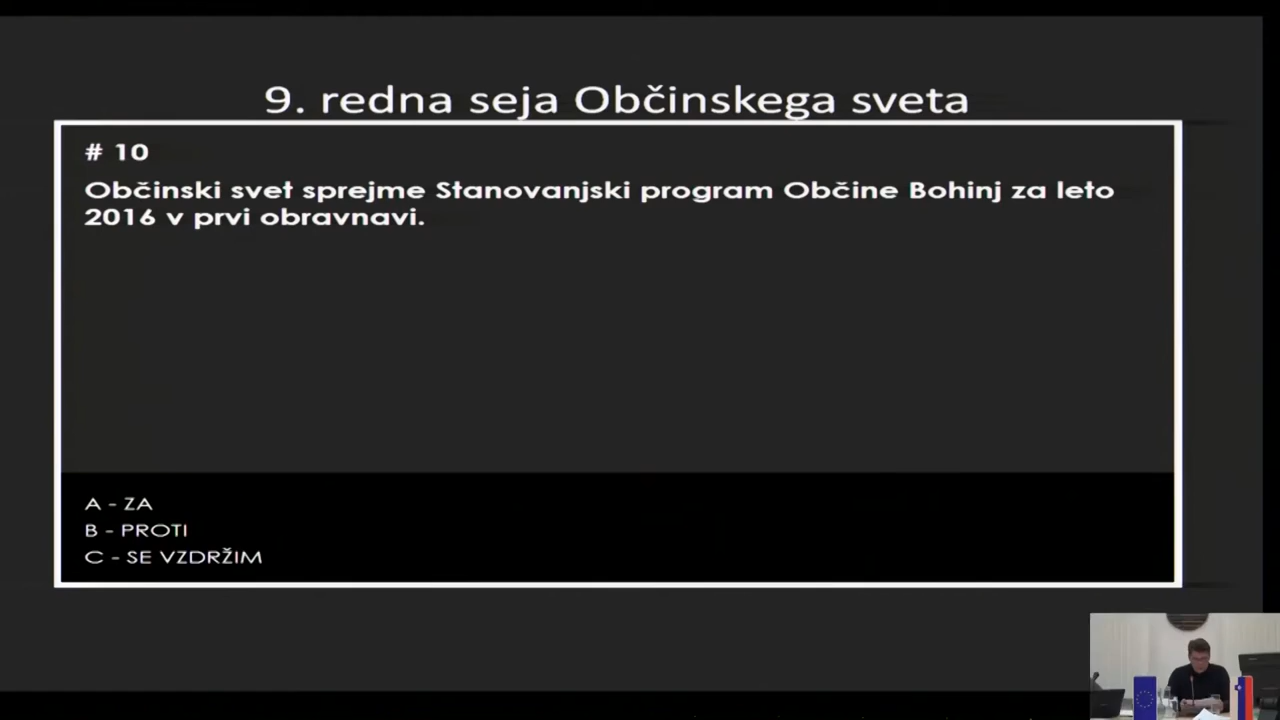 9. redna seja Občinskega sveta
# 10
Občinski svet sprejme Stanovanjski program Občine Bohinj za leto
2016 v prvi obravnavi.
A - ZA
B - PROTI
C - SE VZDRŽIM